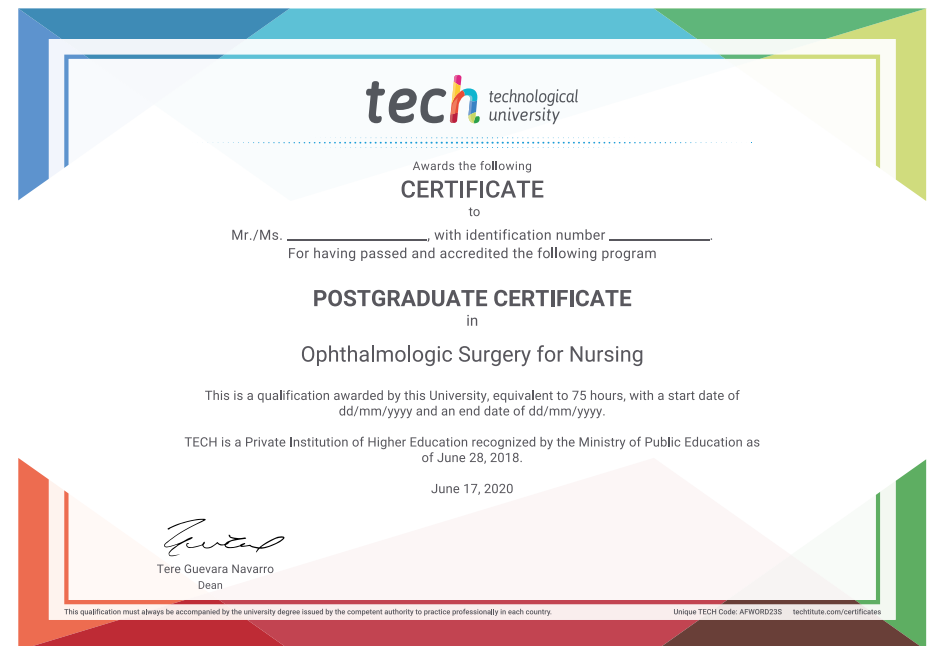 tech technological
university
Awards the following
CERTIFICATE
to
Mr./Ms. ____________________, with identification number ______________.
For having passed and accredited the following program
POSTGRADUATE CERTIFICATE
in
Ophthalmologic Surgery for Nursing
This is a qualification awarded by this University, equivalent to 75 hours, with a start date of
dd/mm/yyyy and an end date of dd/mm/yyyy.
TECH is a Private Institution of Higher Education recognized by the Ministry of Public Education as
of June 28, 2018.
June 17, 2020
Tere Guevara Navarro
Dean
This qualification must always be accompanied by the university degree issued by the competent authority to practice professionally in each country.
Unique TECH Code: AFWORD23S techtitute.com/certificates